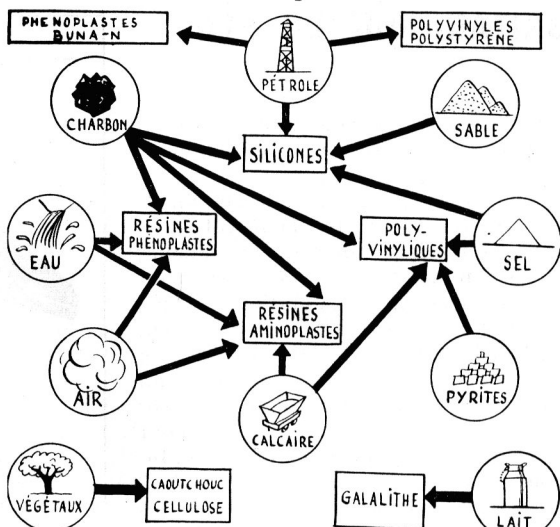 PHENOPLASTES
BUNA-N
PÉTROLE
POLYVINYLES
POLYSTYRÈNE
CHARBON
SILICONES
SABLE
EAU
RÉSINES
PHENOPLASTES
POLY-
VINYLIQUES
SEL
AIR
RÉSINES
AMINOPLASTES
CALCAIRE
PYRITES
VÉGÉTAUX
CAOUTCHOUC
CELLULOSE
GALALITHE
LAIT